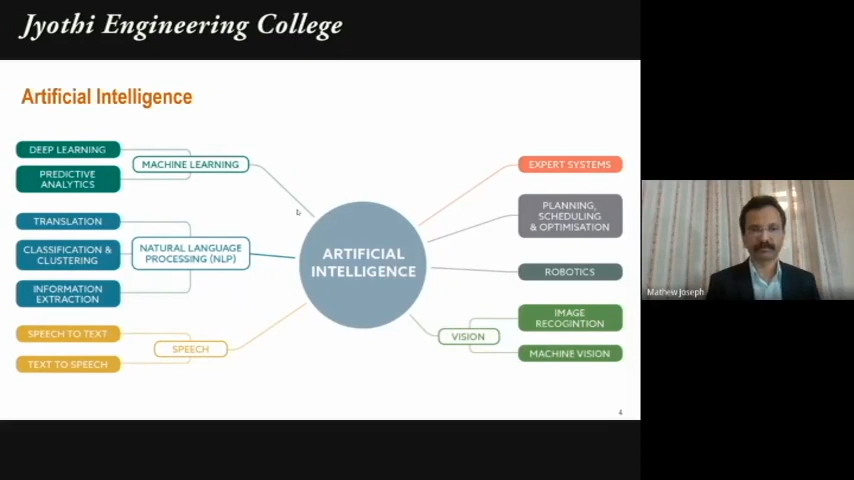 Jyothi Engineering College
Artificial Intelligence
DEEP LEARNING
PREDICTIVE
ANALYTICS
MACHINE LEARNING
TRANSLATION
CLASSIFICATION &
CLUSTERING
INFORMATION
EXTRACTION
NATURAL LANGUAGE
PROCESSING (NLP)
SPEECH TO TEXT
TEXT TO SPEECH
SPEECH
ARTIFICIAL
INTELLIGENCE
EXPERT SYSTEMS
PLANNING,
SCHEDULING
& OPTIMISATION
ROBOTICS
VISION
IMAGE
RECOGINTION
MACHINE VISION
4
Mathew Joseph